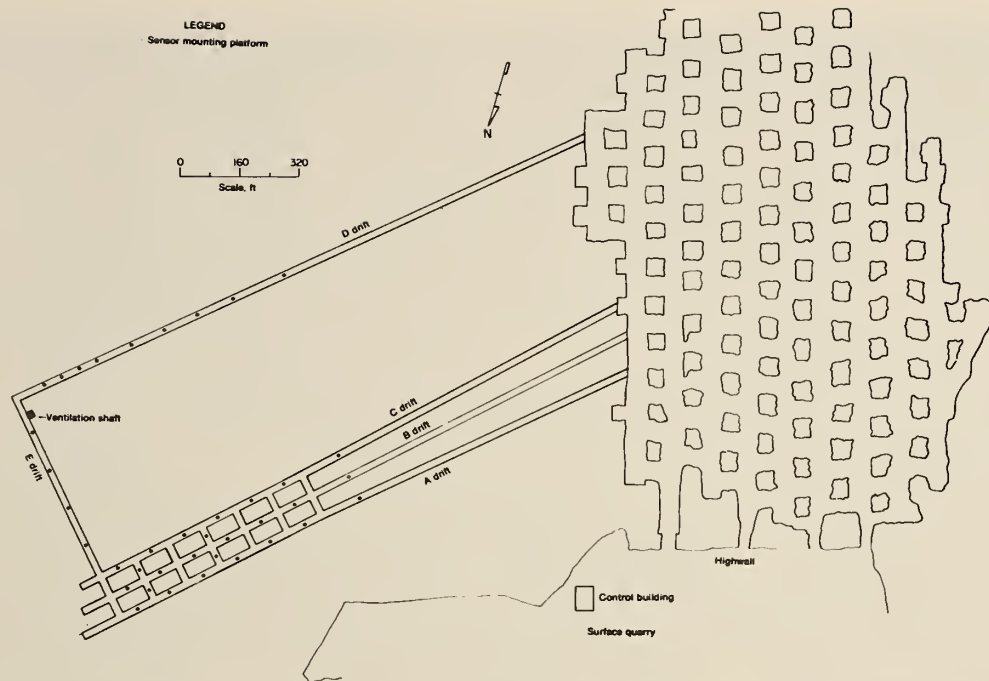 LEGEND
Sensor mounting platform
N
0 160 320
Scale, ft
D drift
Ventilation shaft
E drift
C drift
B drift
A drift
Highwall
Control building
Surface quarry